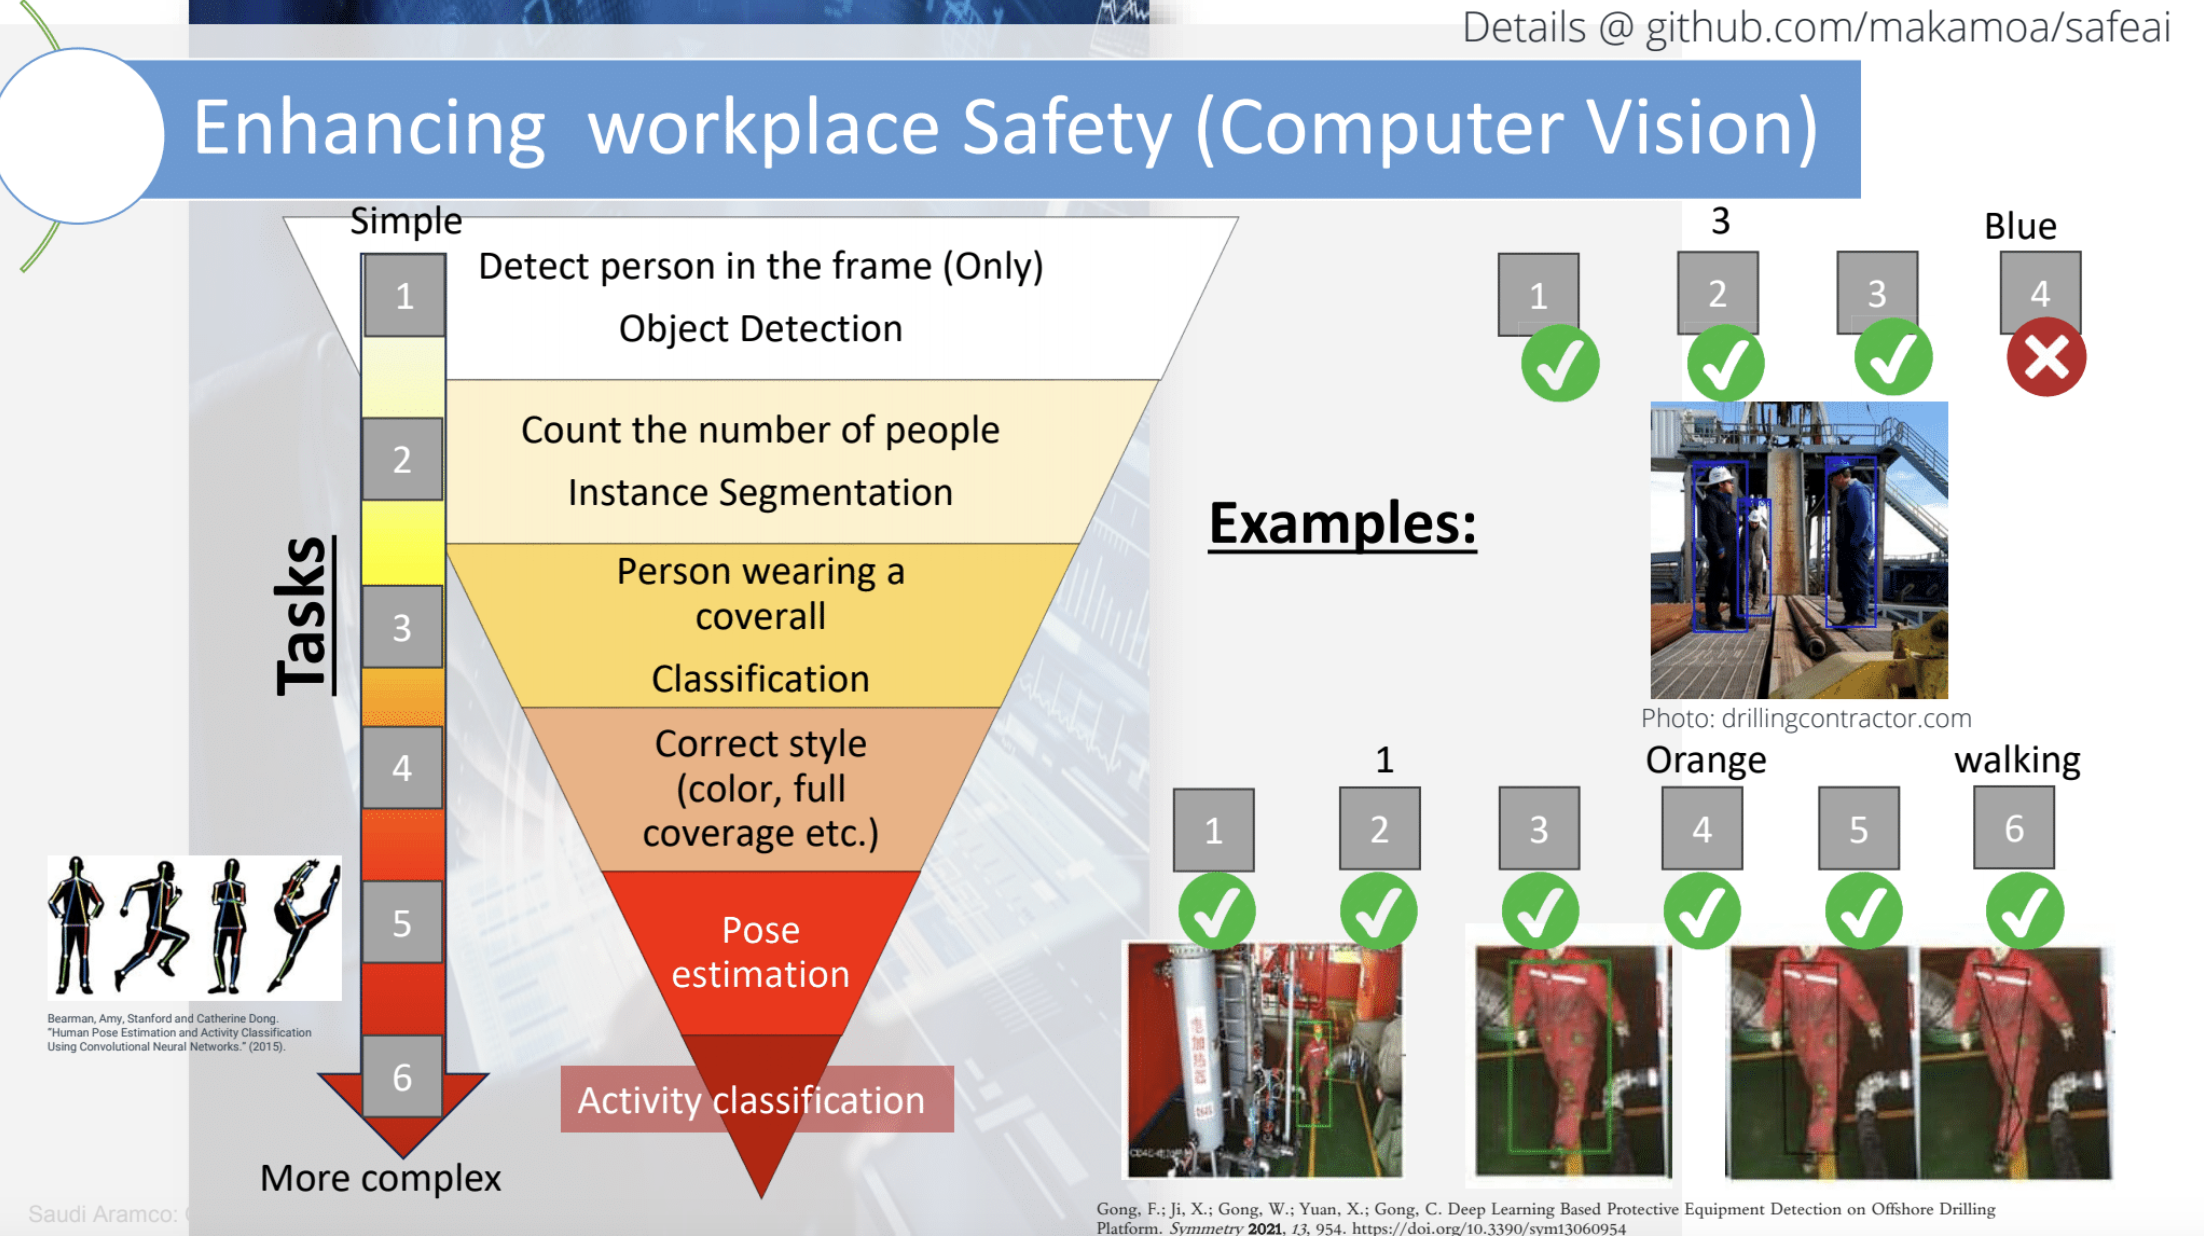 Details @ github.com/makamoa/safeai
Enhancing  workplace Safety (Computer Vision)
Simple
Tasks
1
2
3
4
5
6
More complex
Detect person in the frame (Only)
Object Detection
Count the number of people
Instance Segmentation
Person wearing a
coverall
Classification
Correct style
(color, full
coverage etc.)
Pose
estimation
Activity classification
Bearman, Amy, Stanford and Catherine Dong.
"Human Pose Estimation and Activity Classification
Using Convolutional Neural Networks." (2015).
Saudi Aramco:
Examples:
3
Blue
1
2
3
4
Photo: drillingcontractor.com
1
Orange
walking
1
2
3
4
5
6
Gong, F.; Ji, X.; Gong, W.; Yuan, X.; Gong, C. Deep Learning Based Protective Equipment Detection on Offshore Drilling
Platform. Symmetry 2021, 13, 954. https://doi.org/10.3390/sym13060954